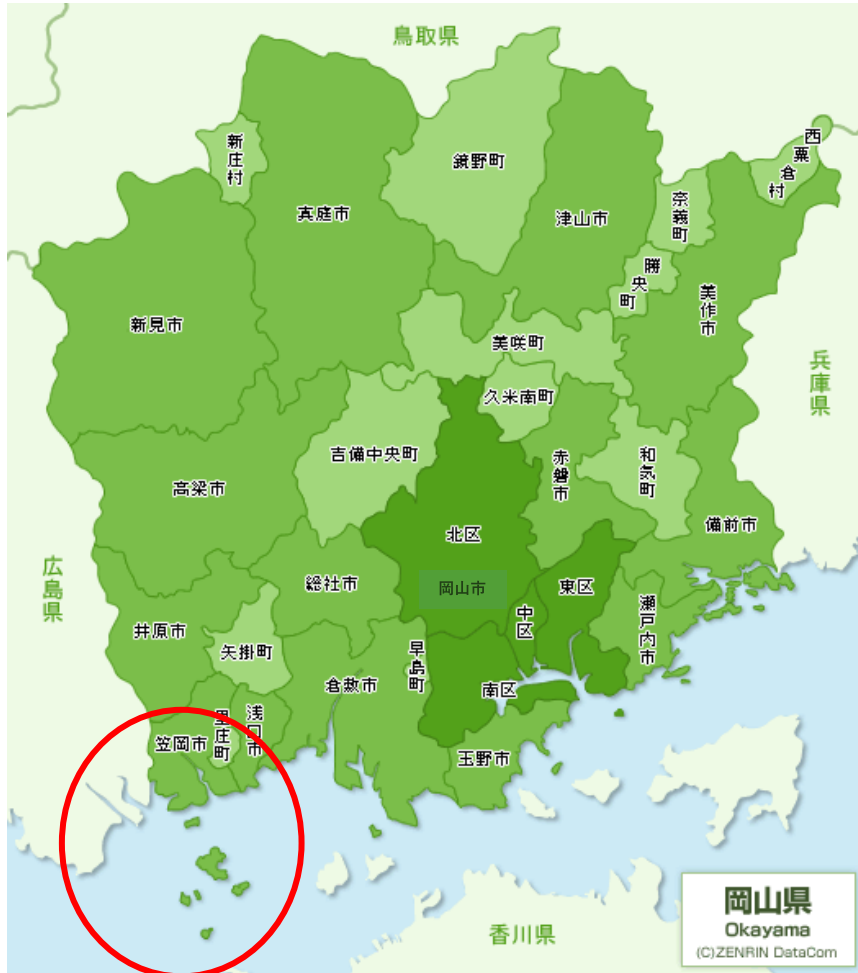 鳥取県
新庄村
真庭市
鏡野町
津山市
奈義町
西粟倉村
勝央町
美作市
新見市
美咲町
兵庫県
久米南町
吉備中央町
赤磐市
和気町
高梁市
備前市
北区
岡山市
東区
中区
瀬戸内市
広島県
総社市
井原市
矢掛町
早島町
倉敷市
南区
浅口市
里庄町
笠岡市
玉野市
香川県
岡山県
Okayama
(C)ZENRIN DataCom